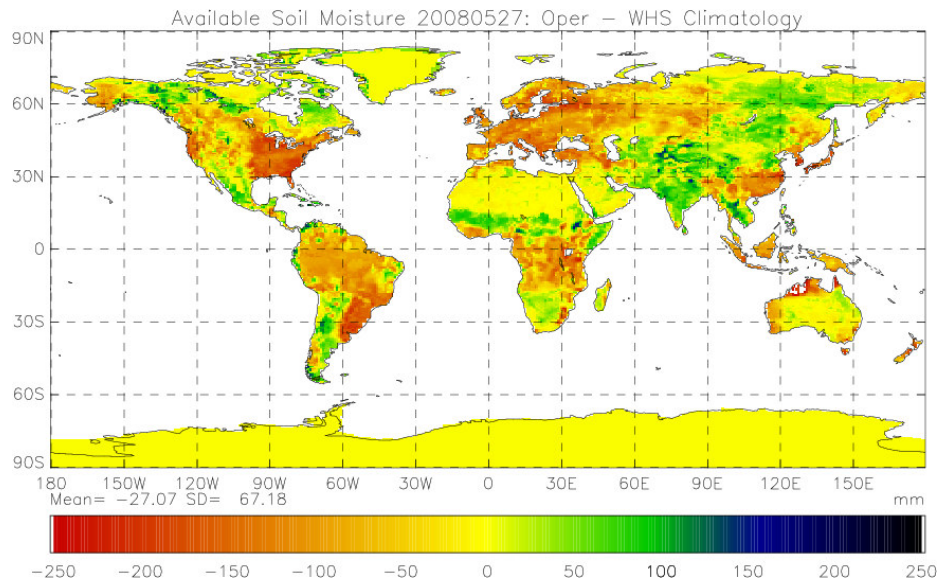 Available Soil Moisture 20080527: Oper – WHS Climatology
90N
60N
30N
0
30S
60S
90S
180 150W 120W 90W 60W 30W 0 30E 60E 90E 120E 150E
Mean= −27.07 SD= 67.18 mm
−250 −200 −150 −100 −50 0 50 100 150 200 250